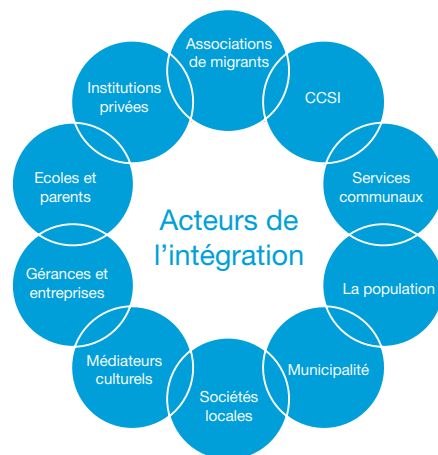 Associations
de migrants
CCSI
Services
communaux
La population
Municipalité
Sociétés
locales
Médiateurs
culturels
Gérances et
entreprises
Ecoles et
parents
Institutions
privées
Acteurs de
l'intégration